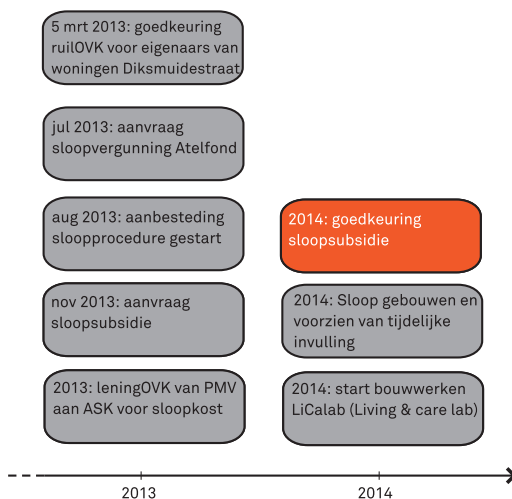 5 mrt 2013: goedkeuring
ruilOVK voor eigenaars van
woningen Diksmuidestraat
jul 2013: aanvraag
sloopvergunning Atelfond
aug 2013: aanbesteding
sloopprocedure gestart
nov 2013: aanvraag
sloopsubsidie
2013: leningOVK van PMV
aan ASK voor sloopkost
2014: goedkeuring
sloopsubsidie
2014: Sloop gebouwen en
voorzien van tijdelijke
invulling
2014: start bouwwerken
LiCalab (Living & care lab)
2013
2014